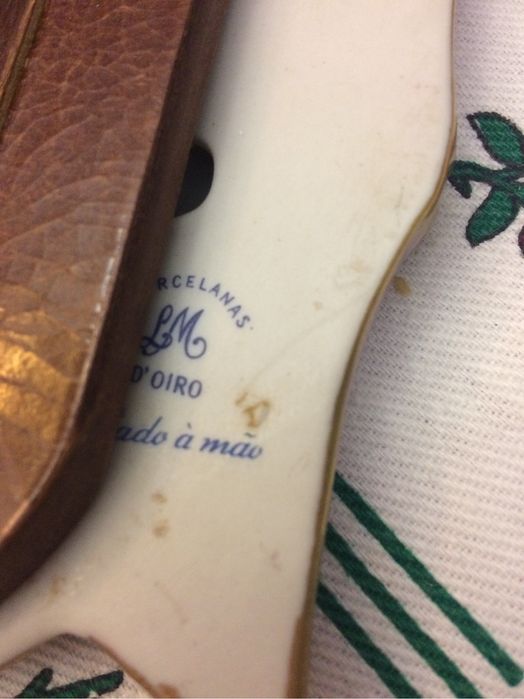 RCELANAS
LM
D'OIRO
ado à mão